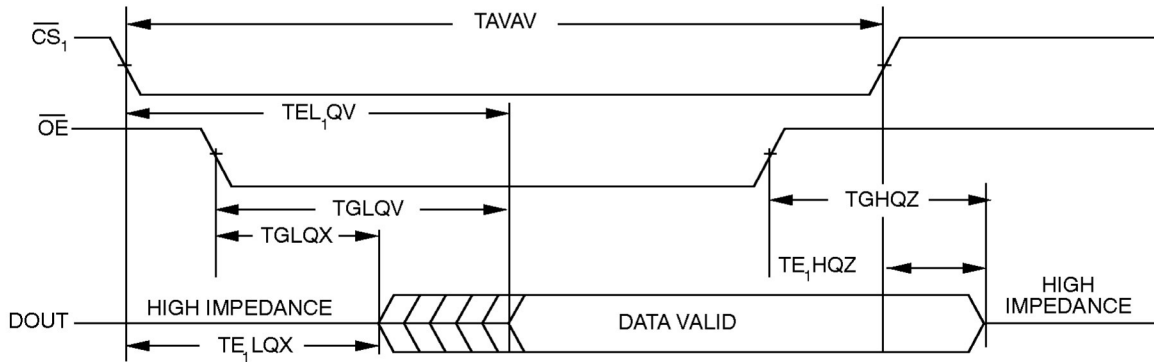 TAVAV
CS₁
TEL₁QV
OE
TGLQV
TGHQZ
TGLQX
TE₁HQZ
HIGH IMPEDANCE
HIGH
IMPEDANCE
DOUT
DATA VALID
TE₁LQX